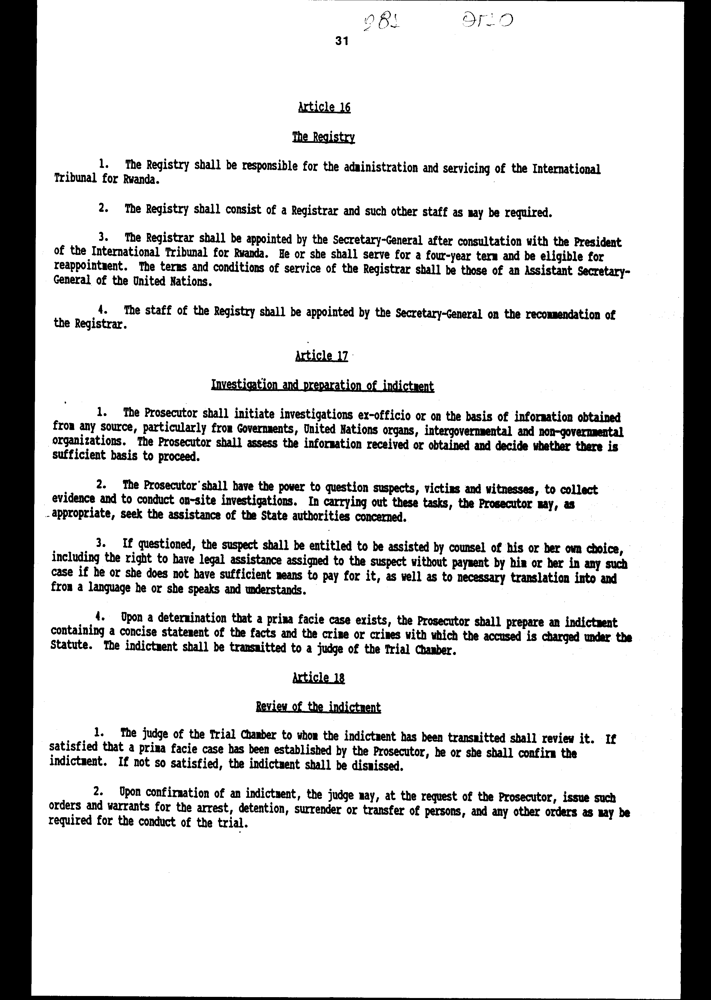 31
Article 16
The Registry
1. The Registry shall be responsible for the administration and servicing of the International
Tribunal for Rwanda.
2. The Registry shall consist of a Registrar and such other staff as may be required.
3. The Registrar shall be appointed by the Secretary-General after consultation with the President
of the International Tribunal for Rwanda. He or she shall serve for a four-year term and be eligible for
reappointment. The terms and conditions of service of the Registrar shall be those of an Assistant Secretary-
General of the United Nations.
4. The staff of the Registry shall be appointed by the Secretary-General on the recommendation of
the Registrar.
Article 17
Investigation and preparation of indictment
1. The Prosecutor shall initiate investigations ex-officio or on the basis of information obtained
from any source, particularly from Governments, United Nations organs, intergovernmental and non-governmental
organizations. The Prosecutor shall assess the information received or obtained and decide whether there is
sufficient basis to proceed.
2. The Prosecutor shall have the power to question suspects, victims and witnesses, to collect
evidence and to conduct on-site investigations. In carrying out these tasks, the Prosecutor may, as
appropriate, seek the assistance of the State authorities concerned.
3. If questioned, the suspect shall be entitled to be assisted by counsel of his or her own choice,
including the right to have legal assistance assigned to the suspect without payment by him or her in any such
case if he or she does not have sufficient means to pay for it, as well as to necessary translation into and
from a language he or she speaks and understands.
4. Upon a determination that a prima facie case exists, the Prosecutor shall prepare an indictment
containing a concise statement of the facts and the crime or crimes with which the accused is charged under the
Statute. The indictment shall be transmitted to a judge of the Trial Chamber.
Article 18
Review of the indictment
1. The judge of the Trial Chamber to whom the indictment has been transmitted shall review it. If
satisfied that a prima facie case has been established by the Prosecutor, he or she shall confirm the
indictment. If not so satisfied, the indictment shall be dismissed.
2. Upon confirmation of an indictment, the judge may, at the request of the Prosecutor, issue such
orders and warrants for the arrest, detention, surrender or transfer of persons, and any other orders as may be
required for the conduct of the trial.